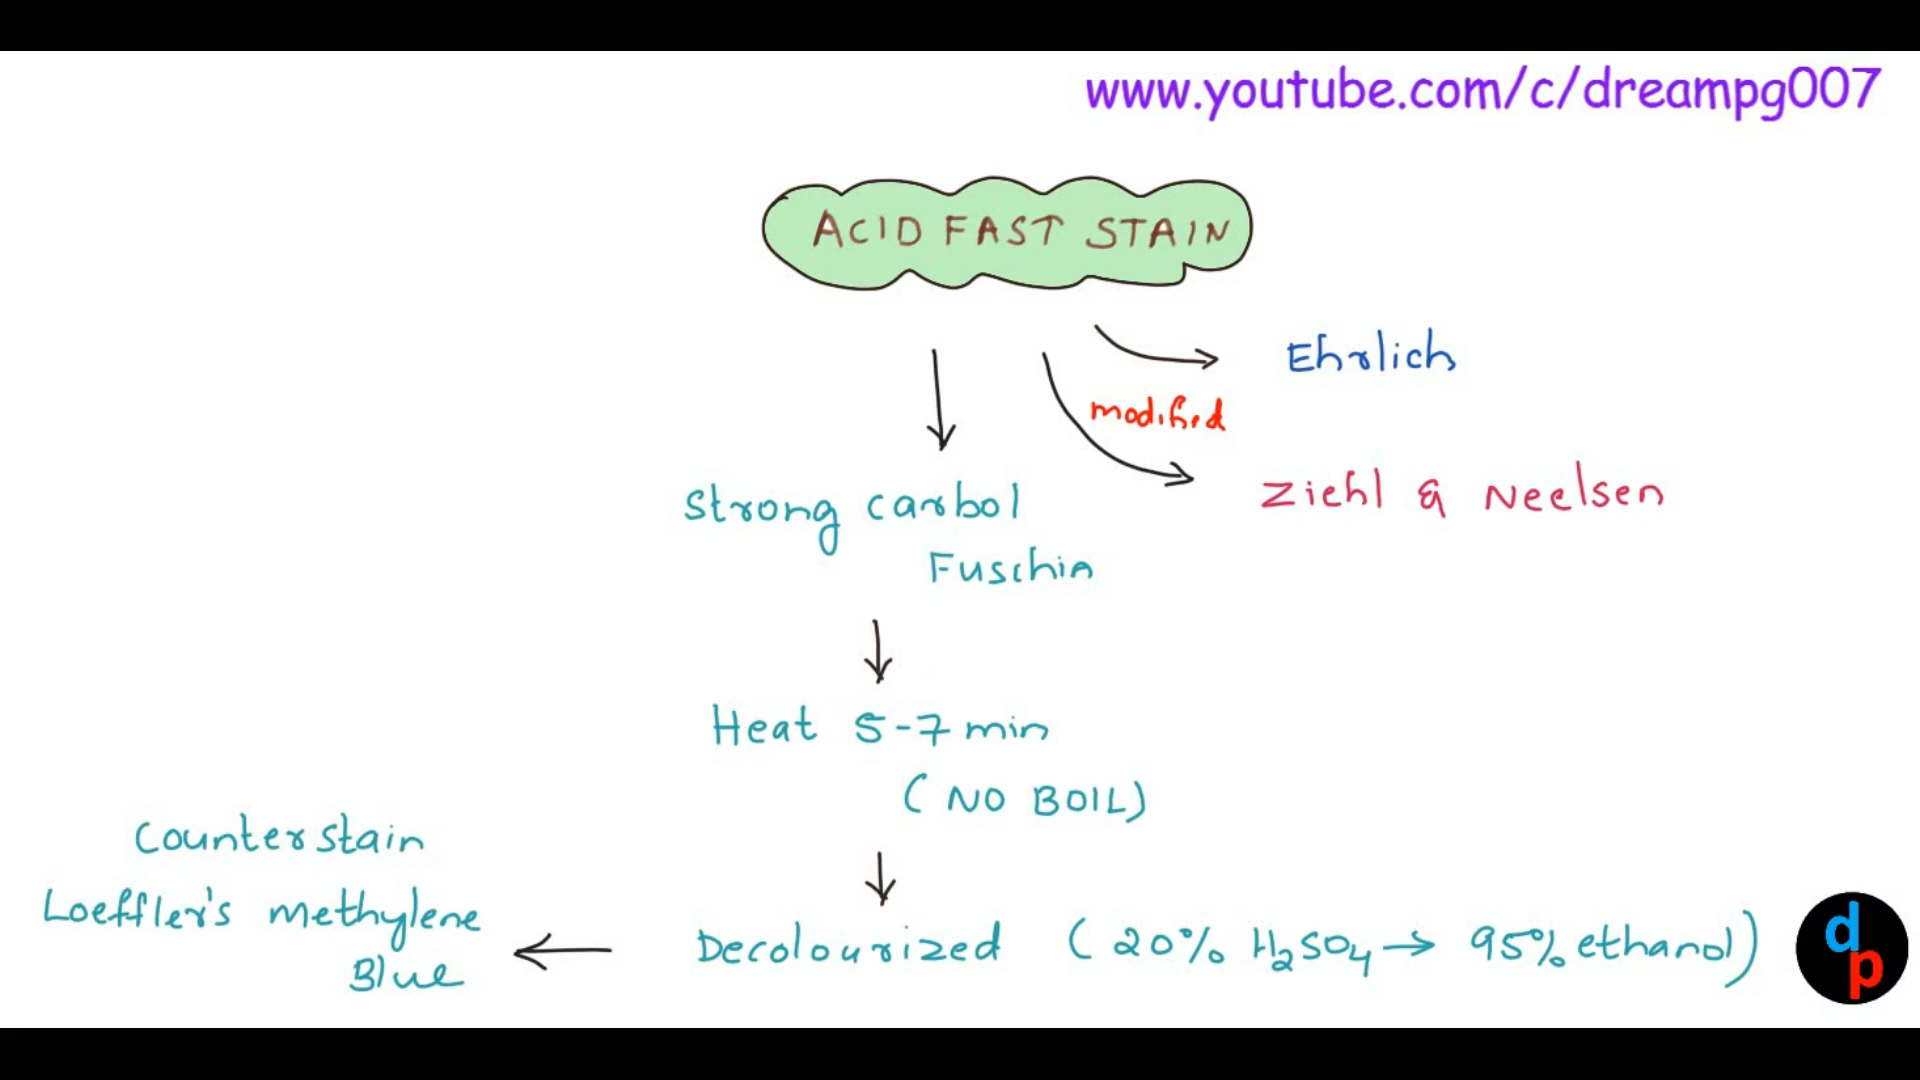 www.youtube.com/c/dreampg007
ACID FAST STAIN
Ehrlich
modified
Ziehl & Neelsen
Strong carbol
Fuschin
Heat 5-7 min
(NO BOIL)
Decolourized (20% H₂SO₄ → 95% ethanol)
Counterstain
Loeffler's methylene
Blue
dp